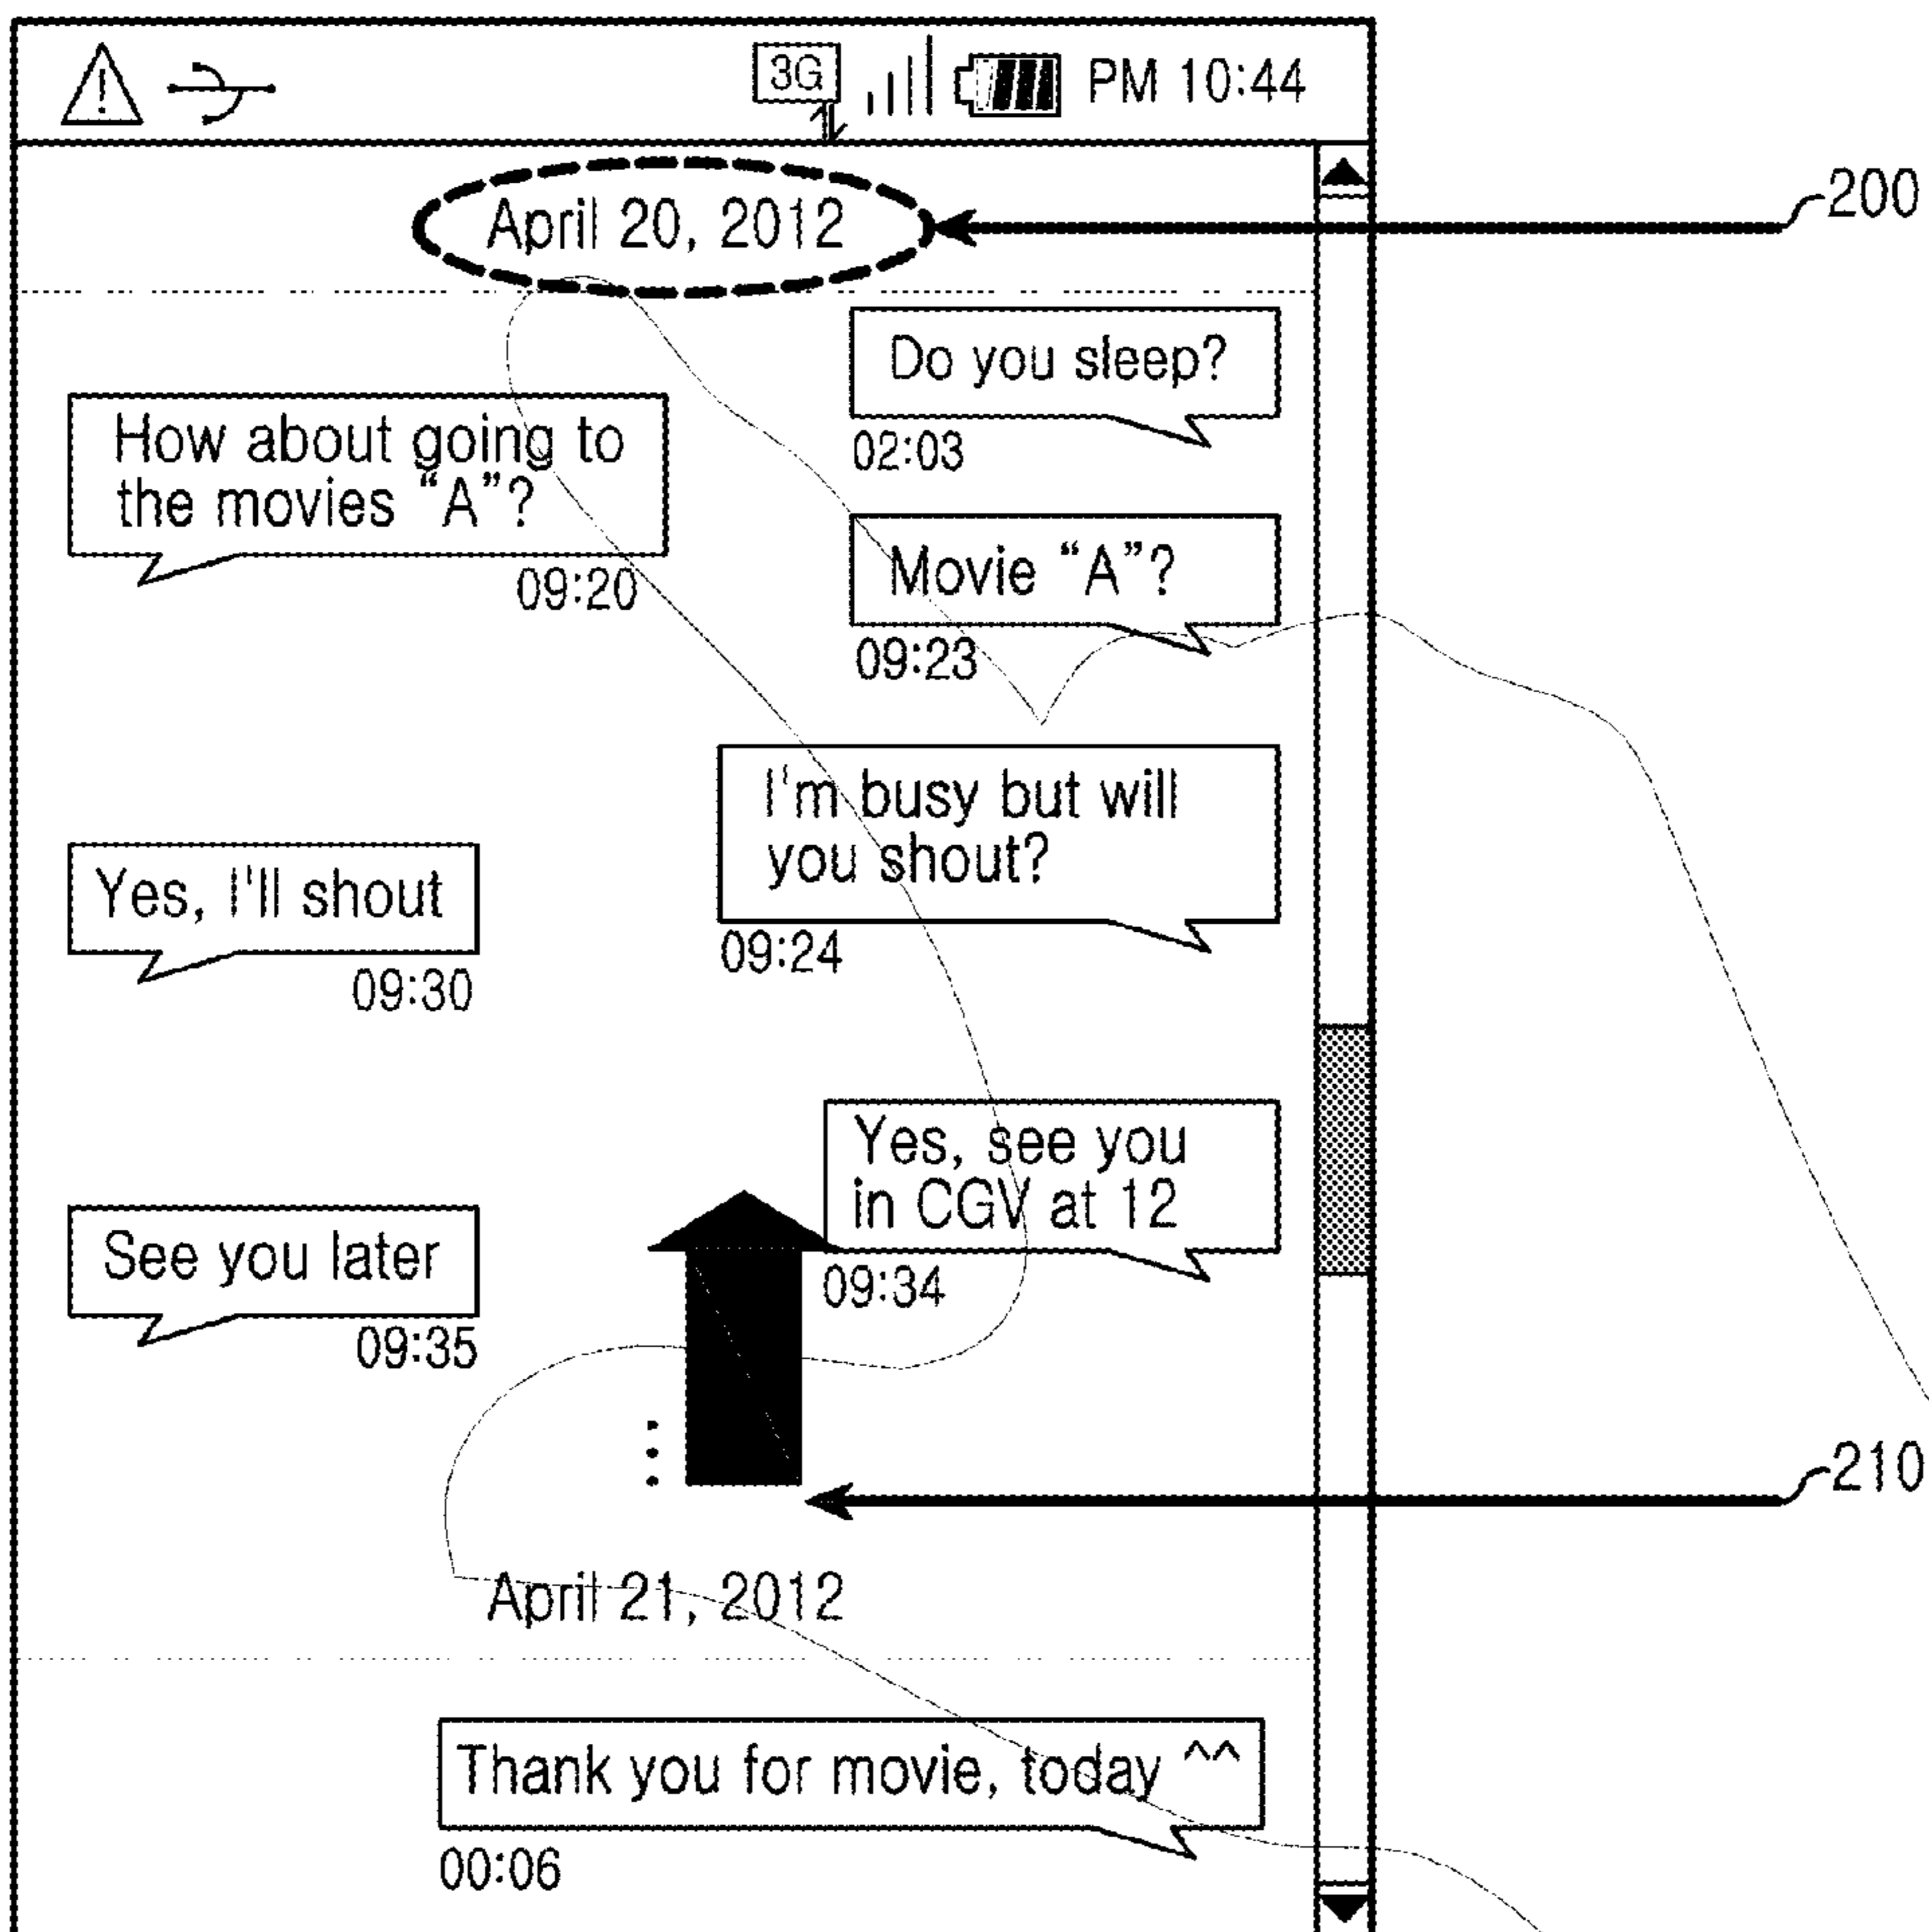 3G PM 10:44
April 20, 2012
200
Do you sleep?
02:03
How about going to
the movies “A”?
09:20
Movie “A”?
09:23
I'm busy but will
you shout?
09:24
Yes, I'll shout
09:30
Yes, see you
in CGV at 12
09:34
See you later
09:35
210
April 21, 2012
Thank you for movie, today ^^
00:06